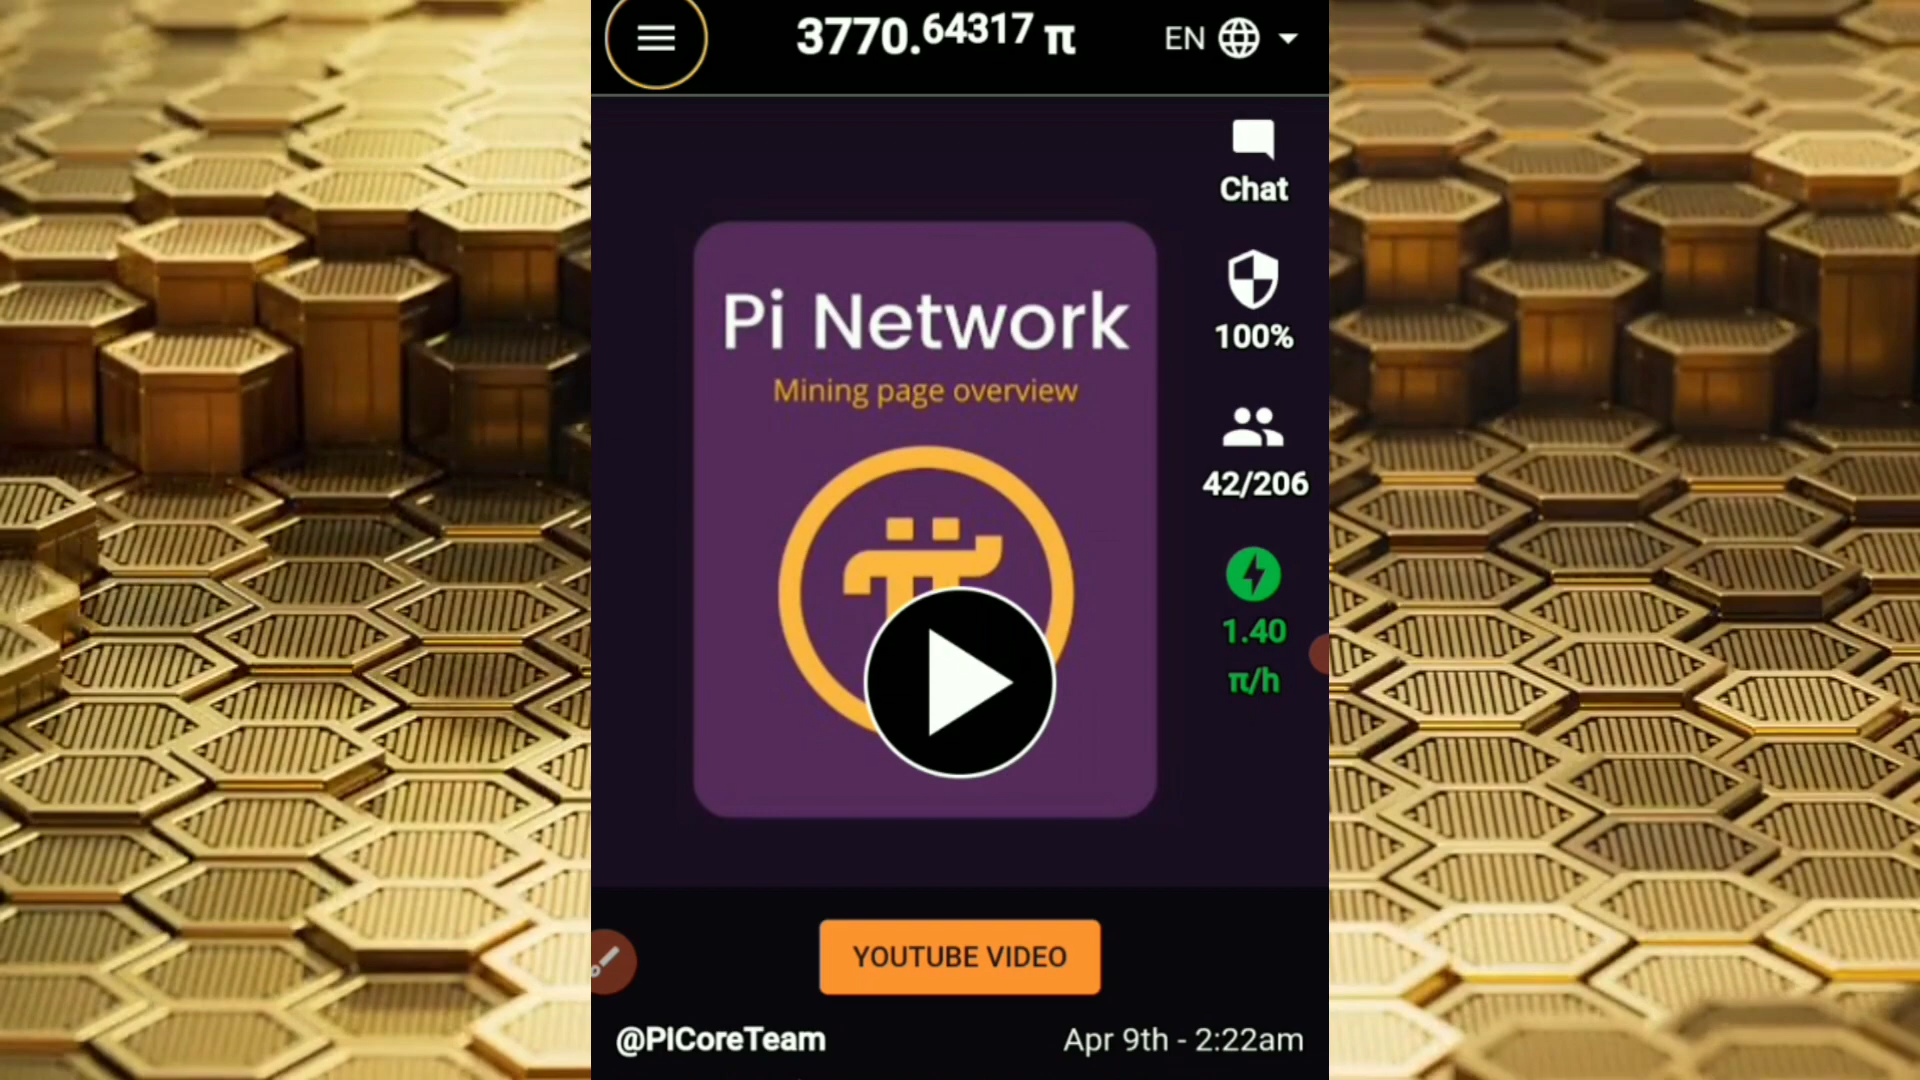 3770.64317 π
EN
Chat
Pi Network
100%
Mining page overview
42/206
1.40
π/h
YOUTUBE VIDEO
@PICoreTeam
Apr 9th - 2:22am